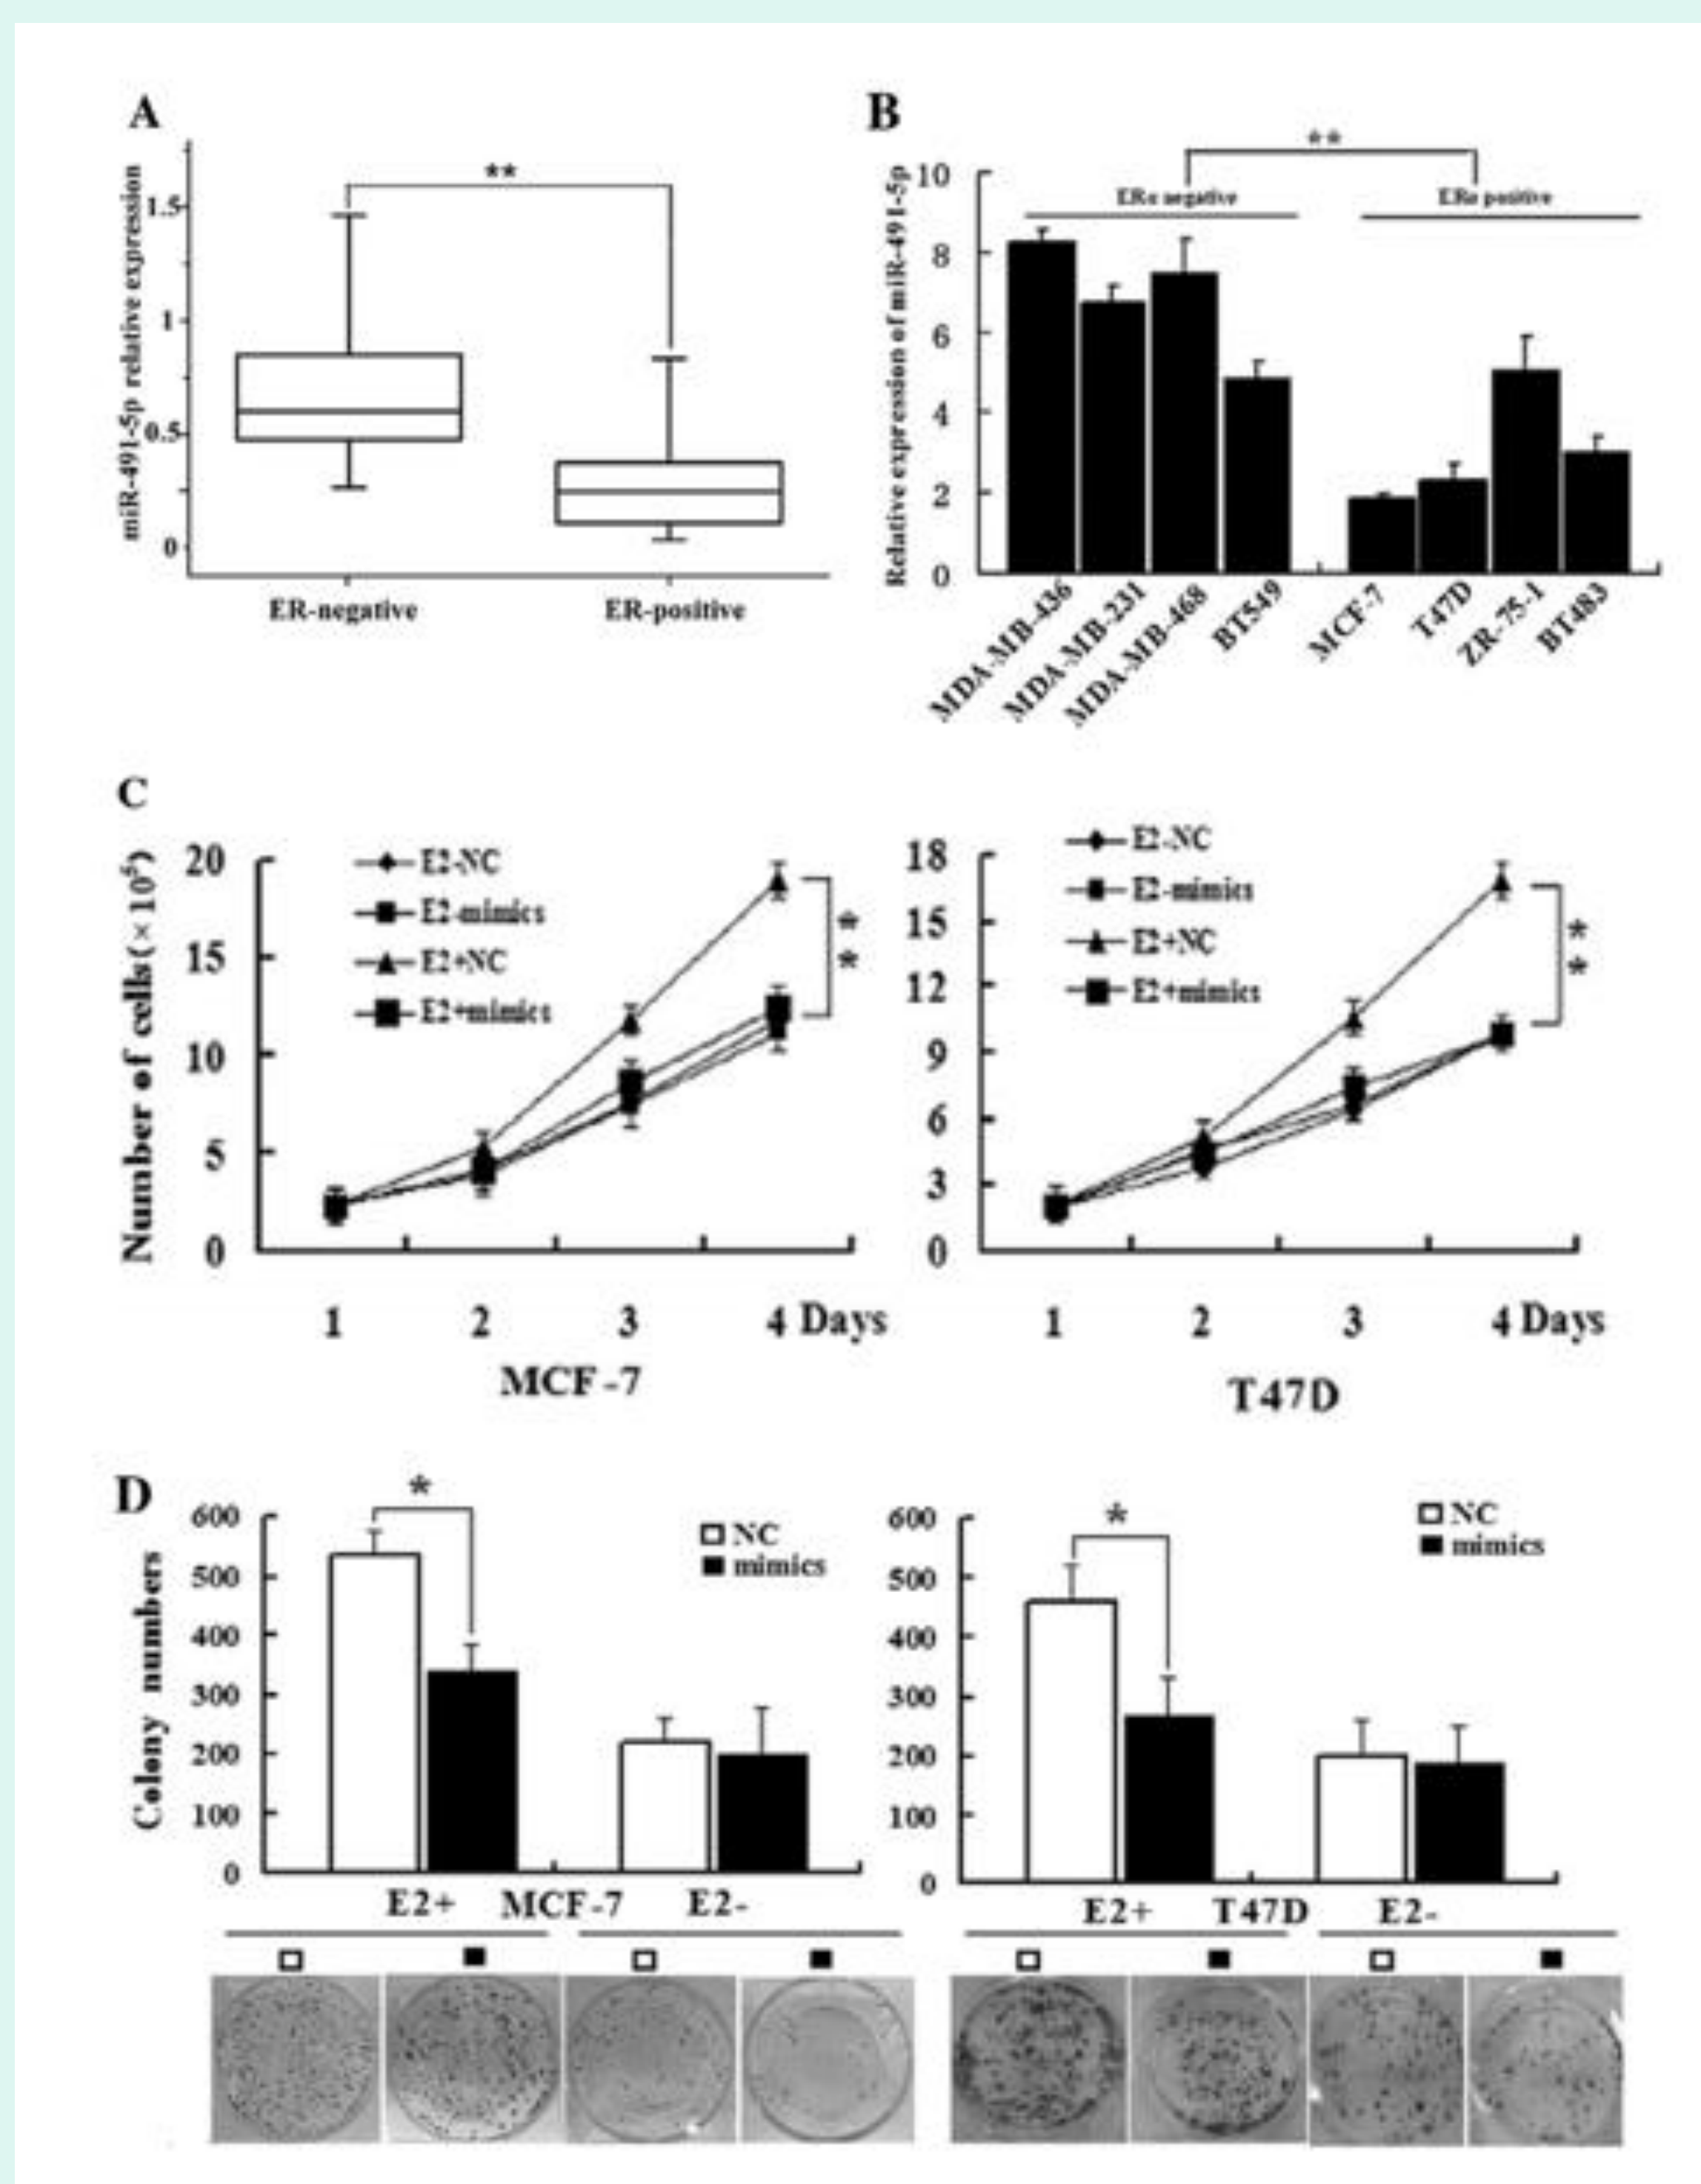 A
miR-491-5p relative expression
1.5
1
0.5
0
**
ER-negative
ER-positive
B
Relative expression of miR-491-5p
10
8
6
4
2
0
**
ERα negative
ERα positive
MDA-MB-436
MDA-MB-231
MDA-MB-468
BT549
MCF-7
T47D
ZR-75-1
BT483
C
Number of cells(×10⁵)
20
15
10
5
0
E2-NC
E2-mimics
E2+NC
E2+mimics
**
1 2 3 4 Days
MCF-7
18
15
12
9
6
3
0
E2-NC
E2-mimics
E2+NC
E2+mimics
**
1 2 3 4 Days
T47D
D
Colony numbers
600
500
400
300
200
100
0
*
NC
mimics
E2+ MCF-7 E2-
600
500
400
300
200
100
0
*
NC
mimics
E2+ T47D E2-